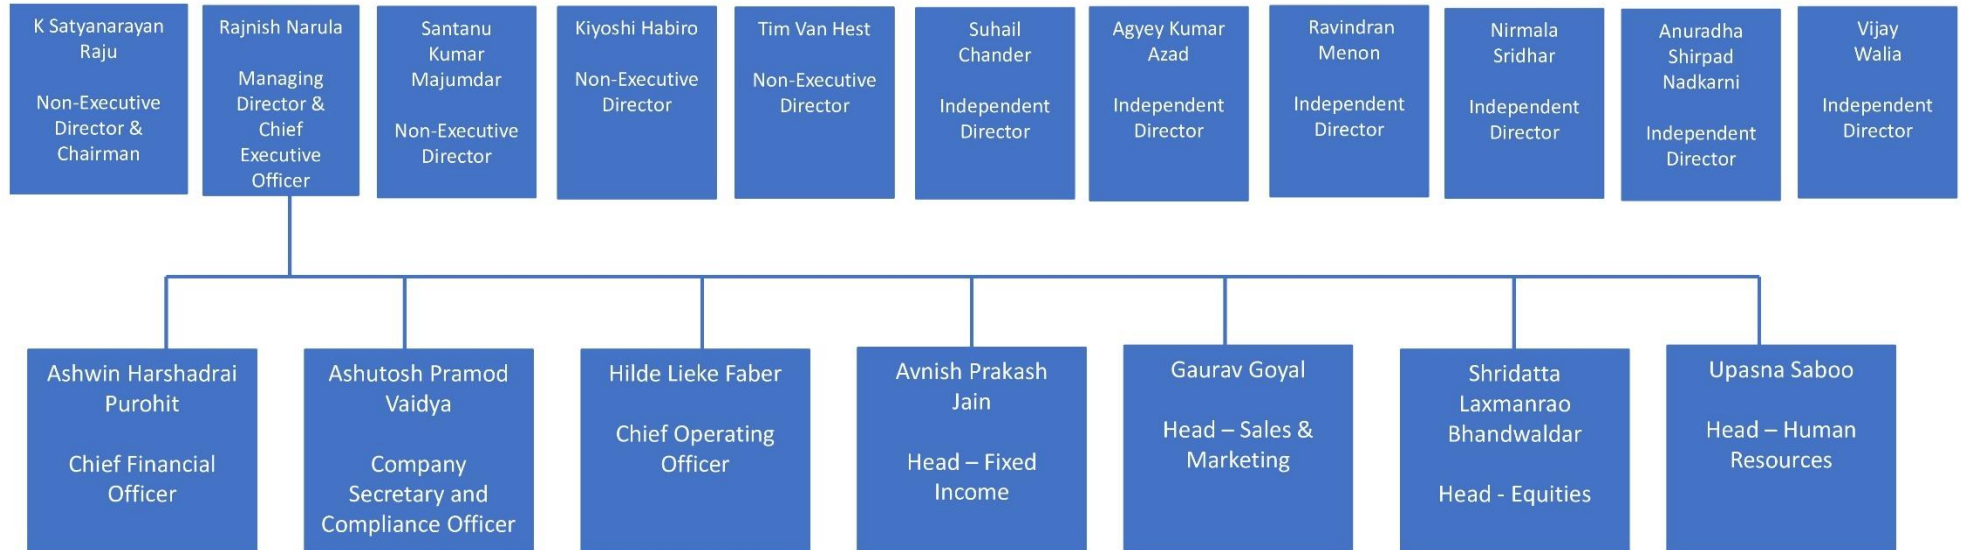 K Satyanarayan
Raju
Non-Executive
Director &
Chairman
Rajnish Narula
Managing
Director &
Chief
Executive
Officer
Santanu
Kumar
Majumdar
Non-Executive
Director
Kiyoshi Habiro
Non-Executive
Director
Tim Van Hest
Non-Executive
Director
Suhail
Chander
Independent
Director
Agyey Kumar
Azad
Independent
Director
Ravindran
Menon
Independent
Director
Nirmala
Sridhar
Independent
Director
Anuradha
Shirpad
Nadkarni
Independent
Director
Vijay
Walia
Independent
Director
Ashwin Harshadrai
Purohit
Chief Financial
Officer
Ashutosh Pramod
Vaidya
Company
Secretary and
Compliance Officer
Hilde Lieke Faber
Chief Operating
Officer
Avnish Prakash
Jain
Head – Fixed
Income
Gaurav Goyal
Head – Sales &
Marketing
Shridatta
Laxmanrao
Bhandwaldar
Head - Equities
Upasna Saboo
Head – Human
Resources